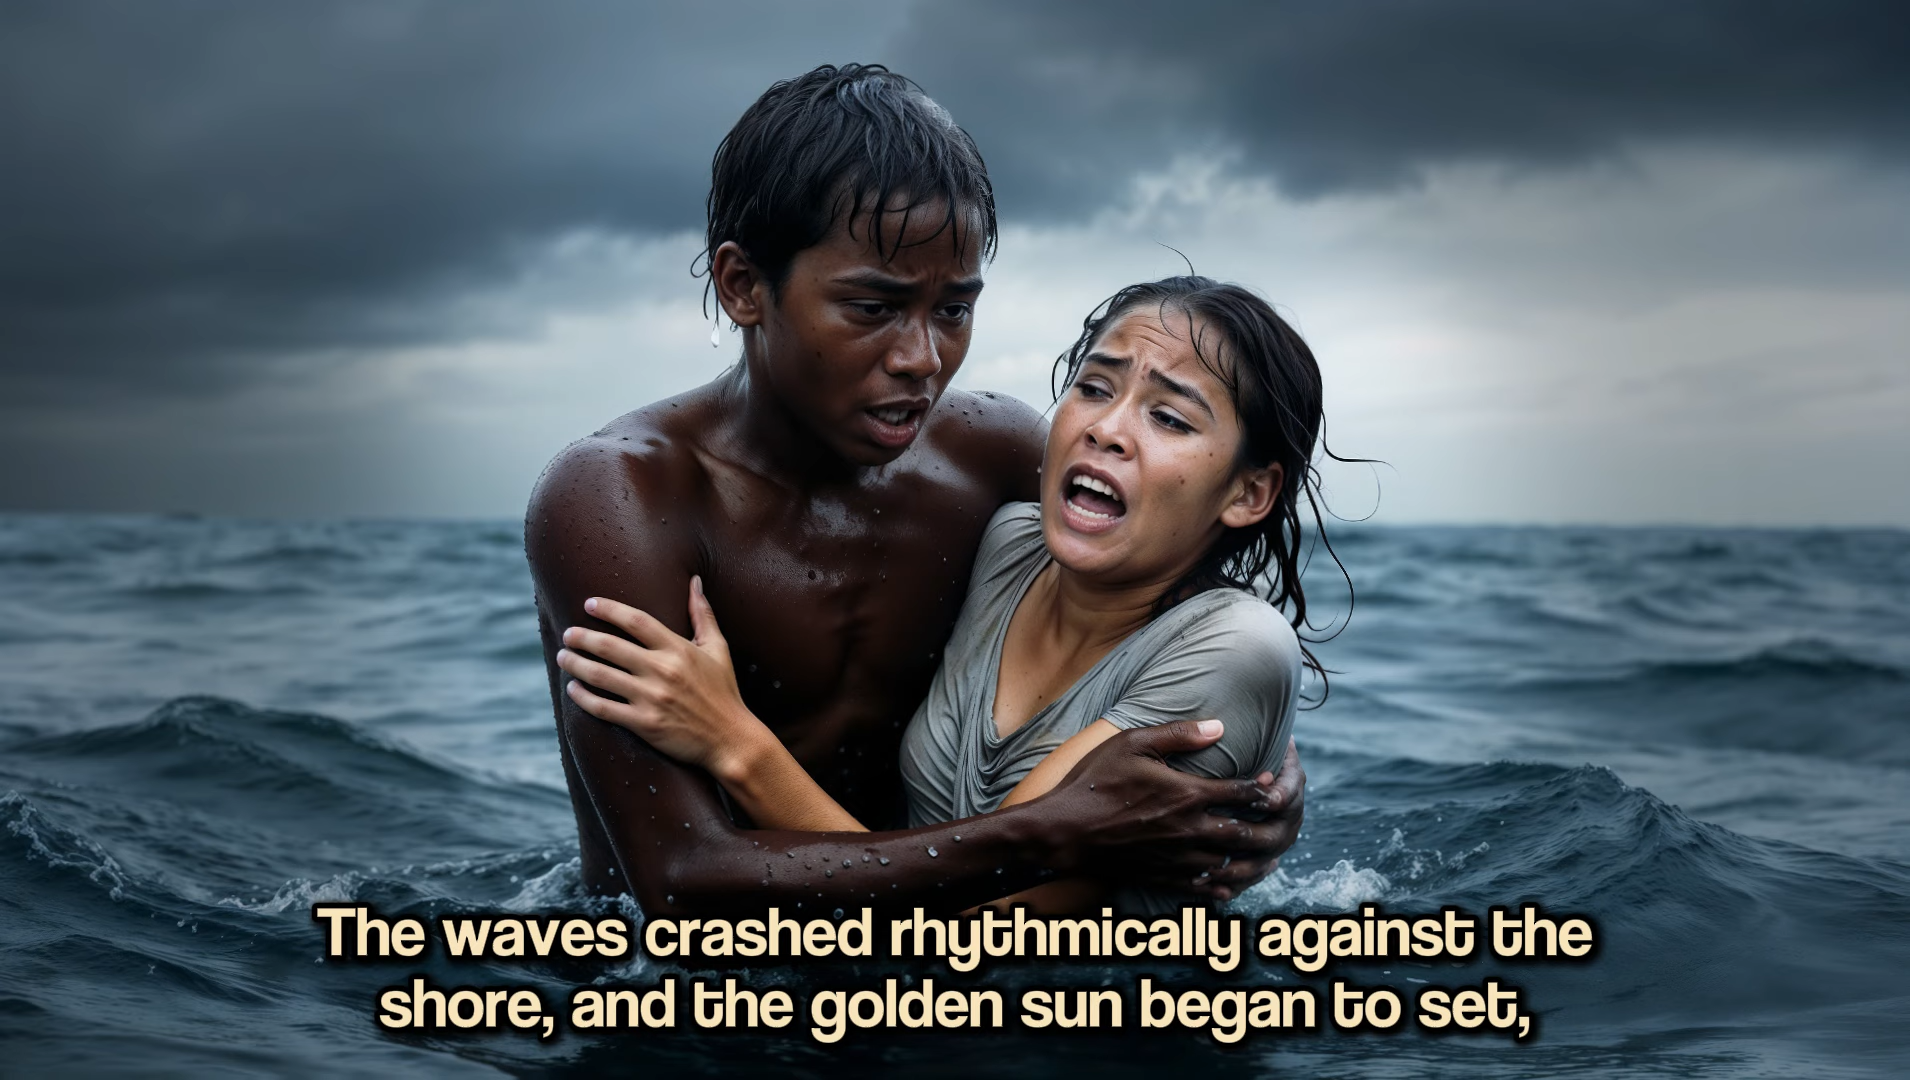 The waves crashed rhythmically against the
shore, and the golden sun began to set,